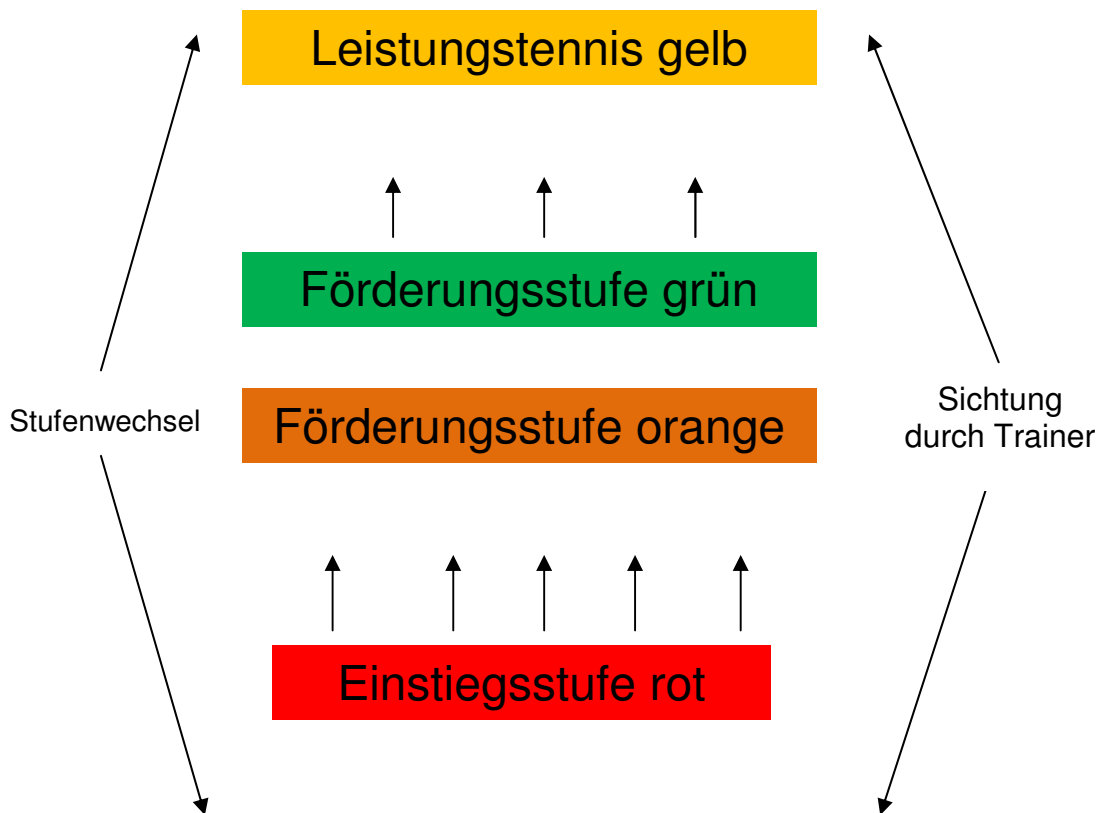 Leistungstennis gelb
Förderungsstufe grün
Stufenwechsel
Förderungsstufe orange
Sichtung
durch Trainer
Einstiegsstufe rot